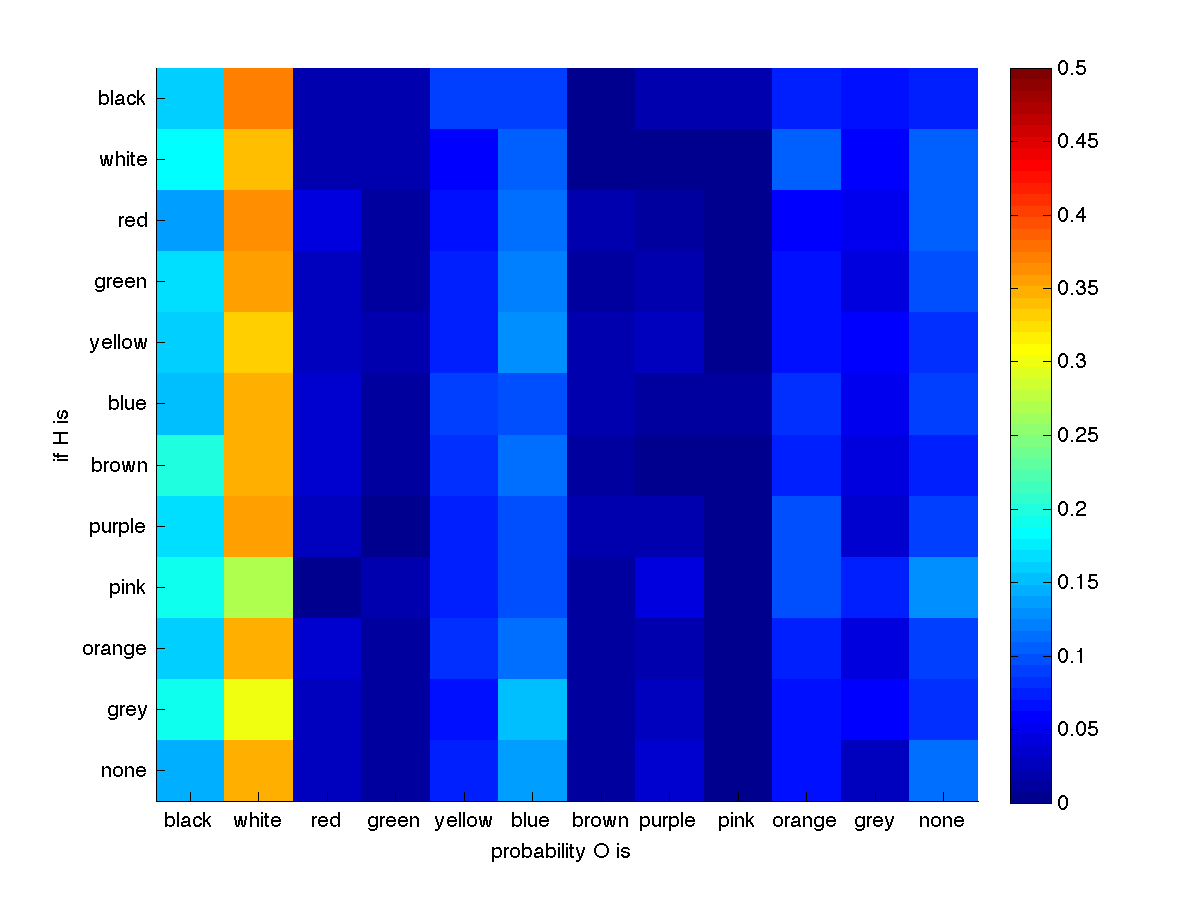 if H is
black
white
red
green
yellow
blue
brown
purple
pink
orange
grey
none
black white red green yellow blue brown purple pink orange grey none
probability O is
0.5
0.45
0.4
0.35
0.3
0.25
0.2
0.15
0.1
0.05
0